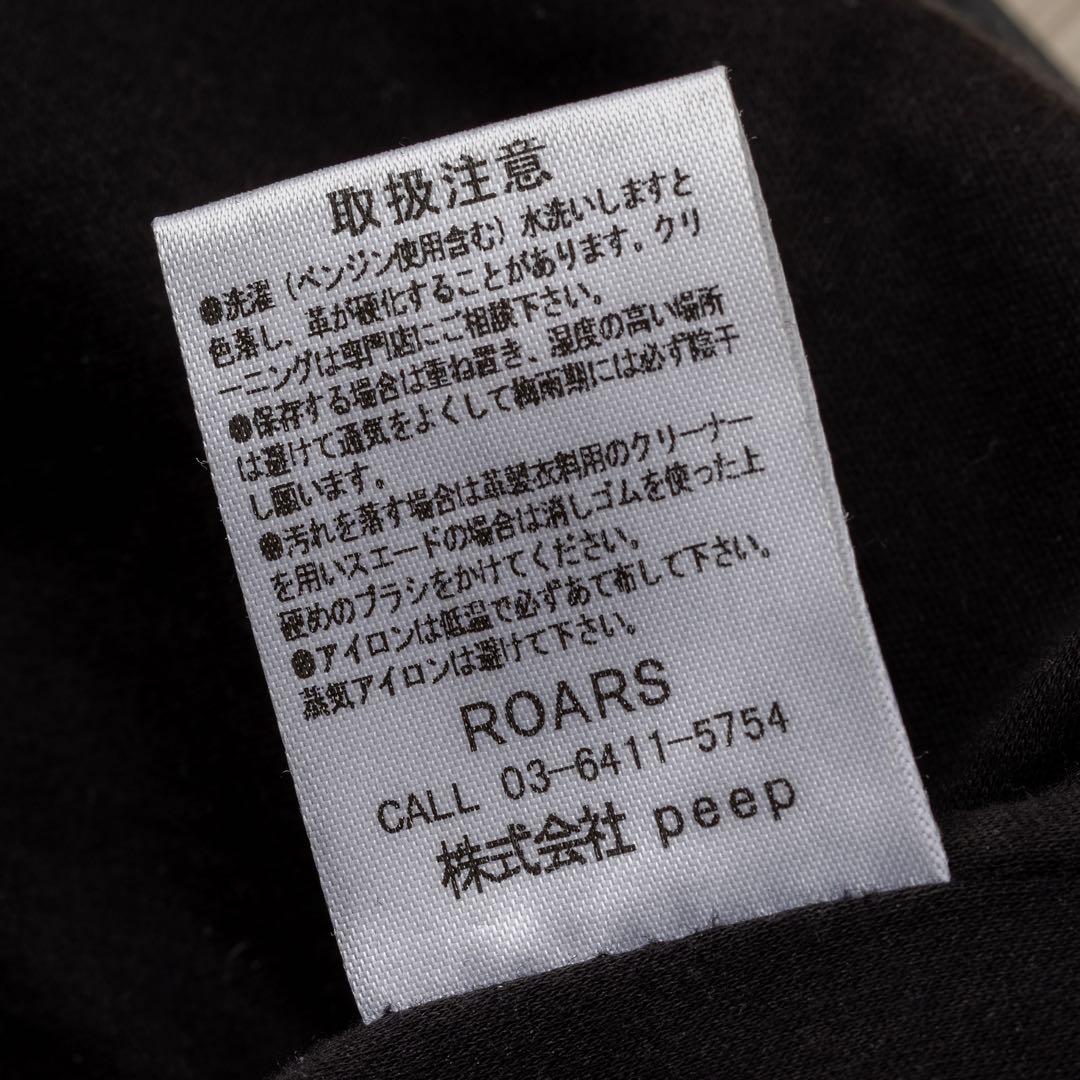 取扱注意
●洗濯(ベンジン使用含む)水洗いしますと
色落し、革が硬化することがあります。クリ
ーニングは専門店にご相談下さい。
●保存する場合は重ね置き、湿度の高い場所
は避けて通気をよくして梅雨期には必ず陰干
し願います。
●汚れを落す場合は革製衣料用のクリーナー
を用いスエードの場合は消しゴムを使った上
硬めのブラシをかけてください。
●アイロンは低温で必ずあて布して下さい。
蒸気アイロンは避けて下さい。
ROARS
CALL 03-6411-5754
株式会社 peep